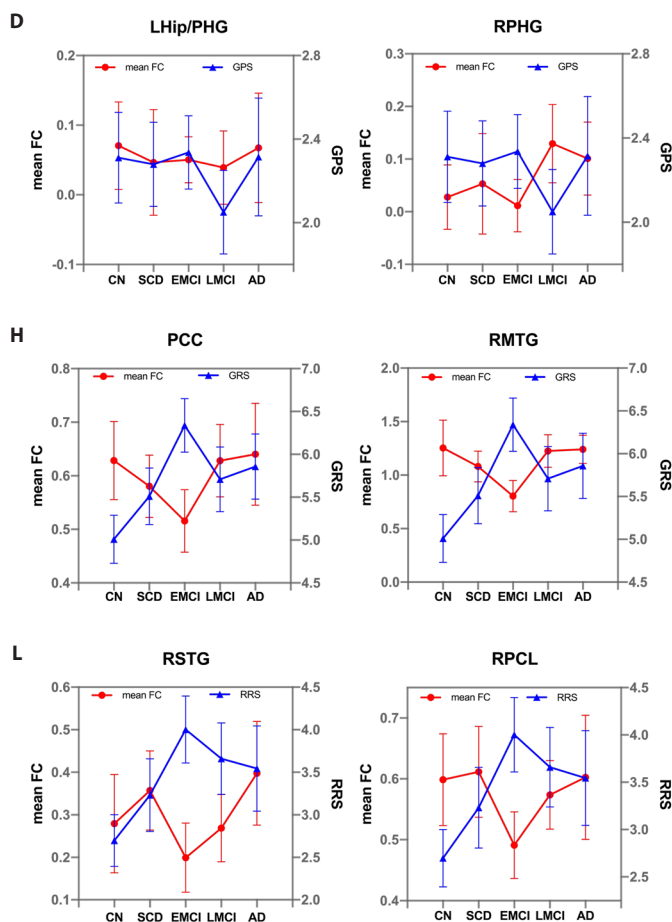 D
LHip/PHG
RPHG
0.2
0.1
0.0
-0.1
mean FC
mean FC
GPS
2.8
2.4
2.0
GPS
CN SCD EMCI LMCI AD
0.3
0.2
0.1
0.0
-0.1
mean FC
mean FC
GPS
2.8
2.4
2.0
GPS
CN SCD EMCI LMCI AD
H
PCC
RMTG
0.8
0.7
0.6
0.5
0.4
mean FC
mean FC
GRS
7.0
6.5
6.0
5.5
5.0
4.5
GRS
CN SCD EMCI LMCI AD
2.0
1.5
1.0
0.5
0.0
mean FC
mean FC
GRS
7.0
6.5
6.0
5.5
5.0
4.5
GRS
CN SCD EMCI LMCI AD
L
RSTG
RPCL
0.6
0.5
0.4
0.3
0.2
0.1
mean FC
mean FC
RRS
4.5
4.0
3.5
3.0
2.5
2.0
RRS
CN SCD EMCI LMCI AD
0.7
0.6
0.5
0.4
mean FC
mean FC
RRS
4.5
4.0
3.5
3.0
2.5
RRS
CN SCD EMCI LMCI AD